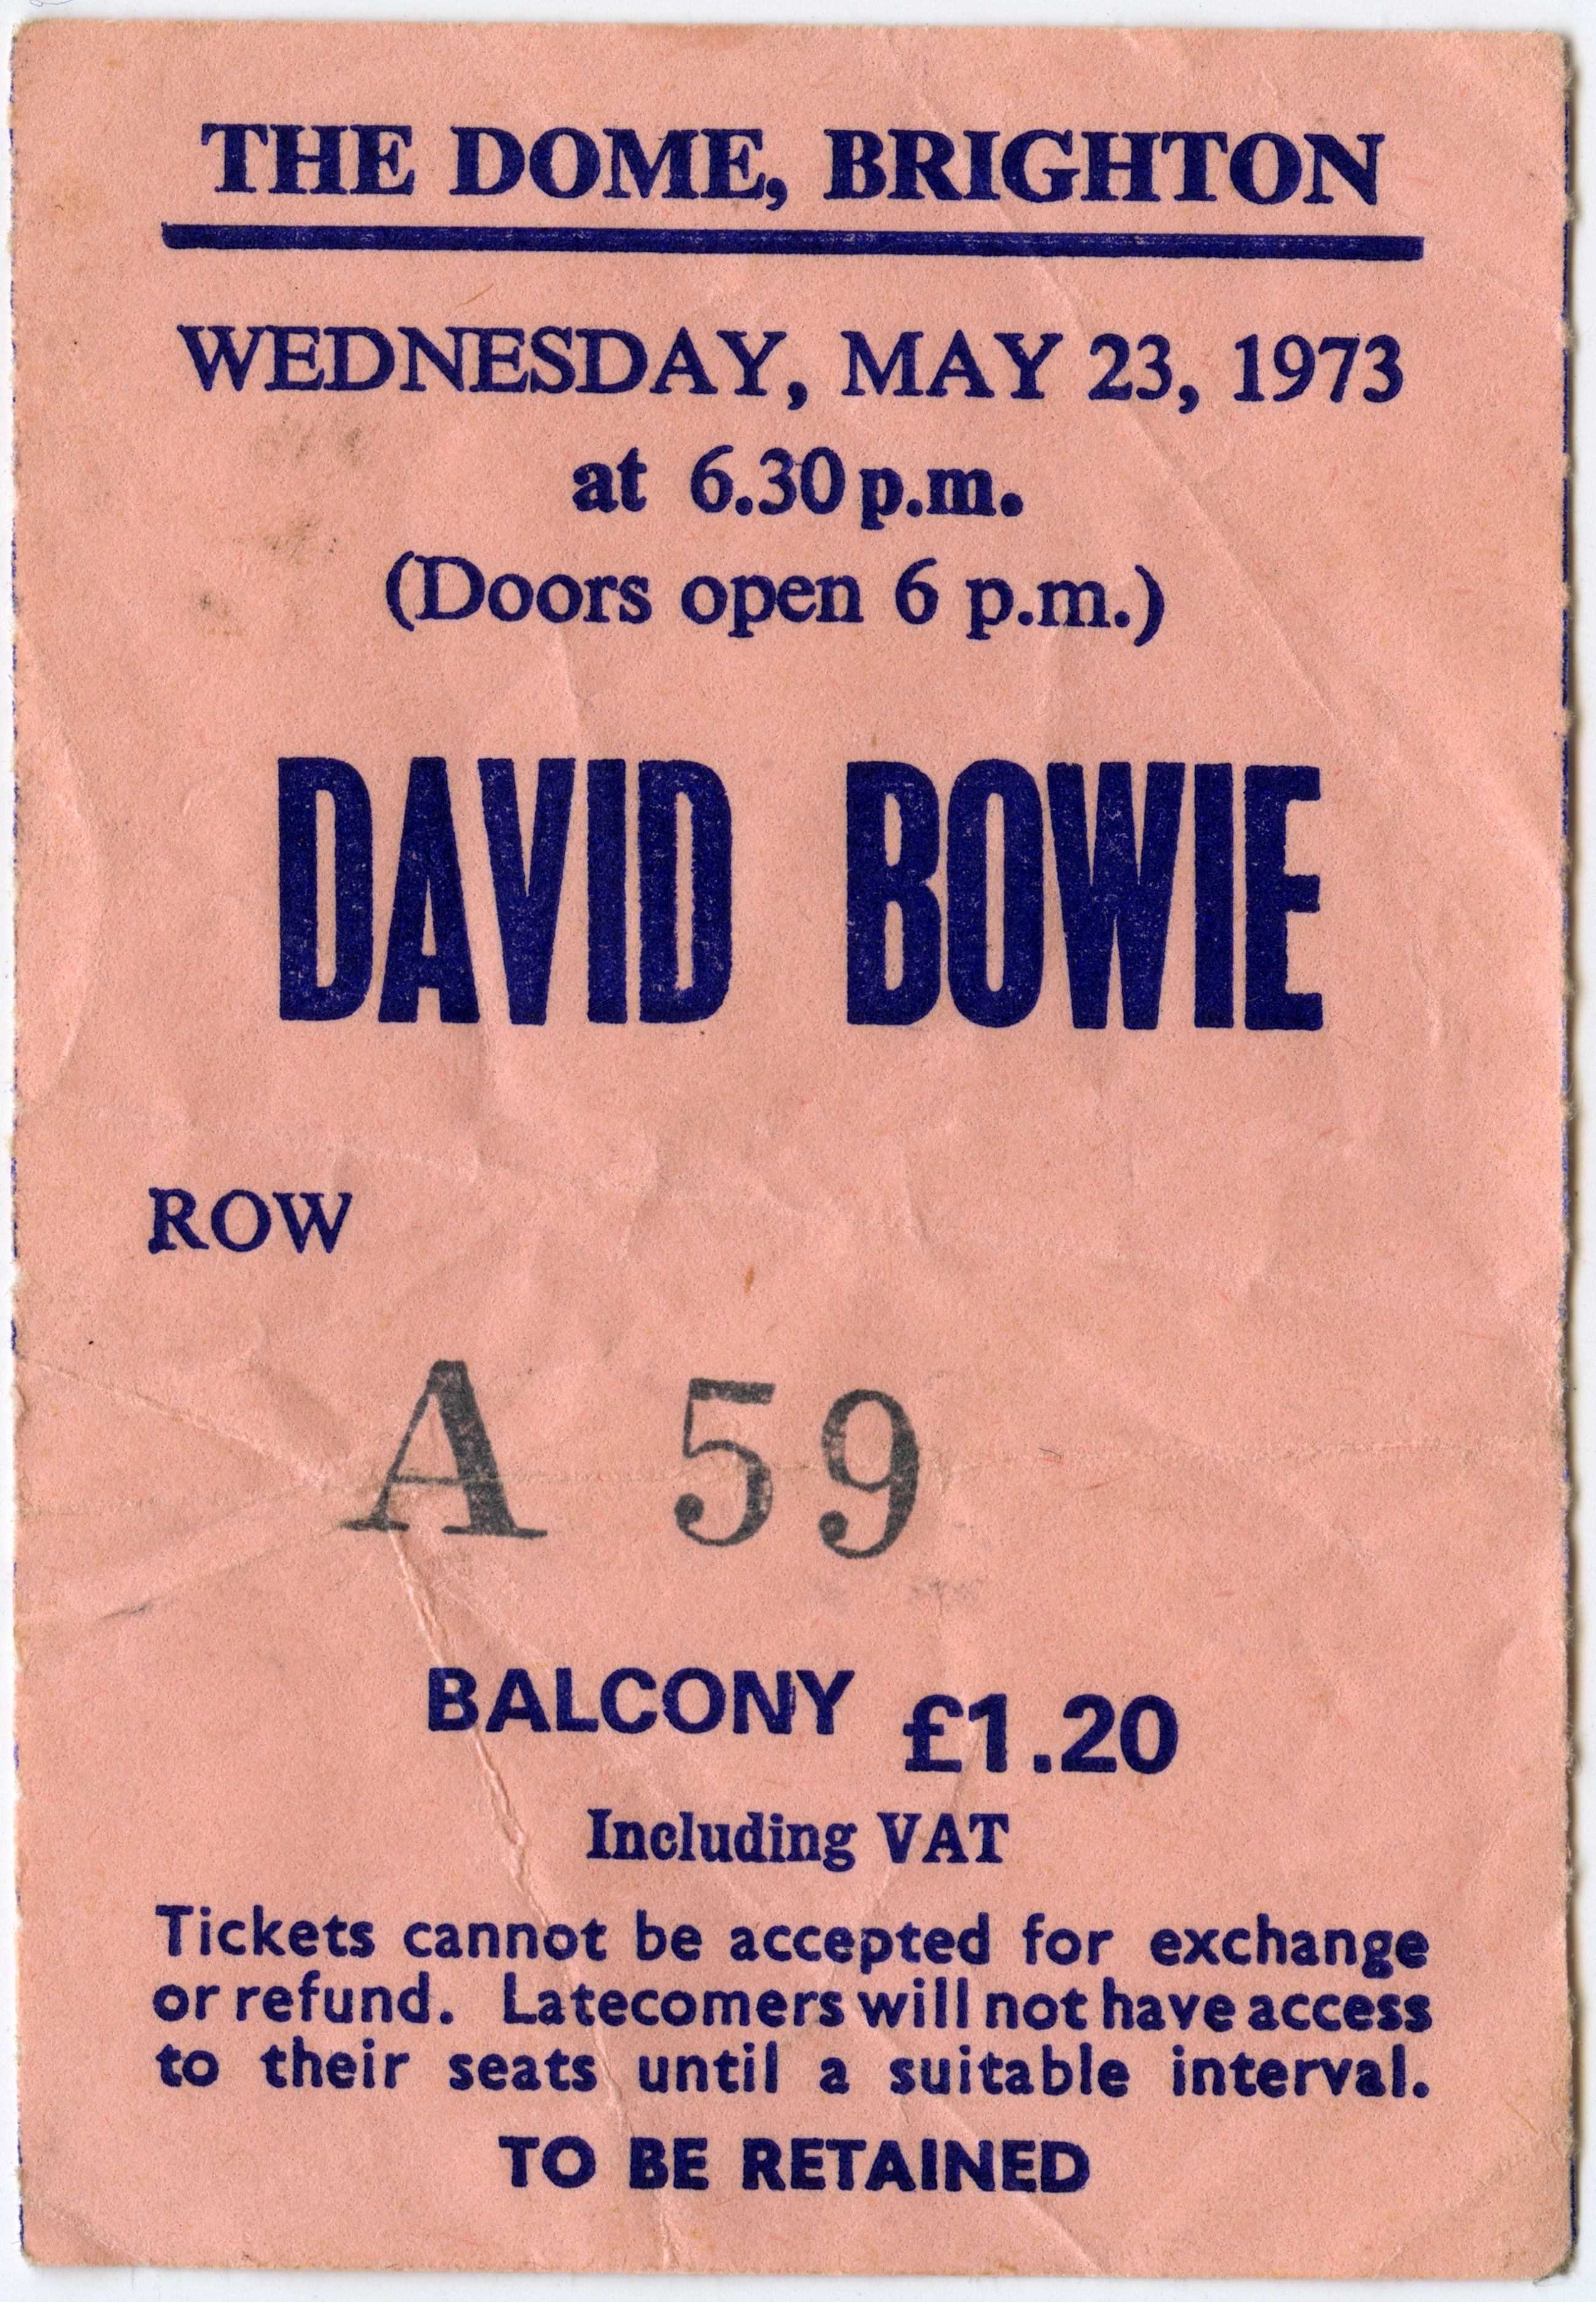 THE DOME, BRIGHTON
WEDNESDAY, MAY 23, 1973
at 6.30 p.m.
(Doors open 6 p.m.)
DAVID BOWIE
ROW
A 59
BALCONY £1.20
Including VAT
Tickets cannot be accepted for exchange
or refund. Latecomers will not have access
to their seats until a suitable interval.
TO BE RETAINED